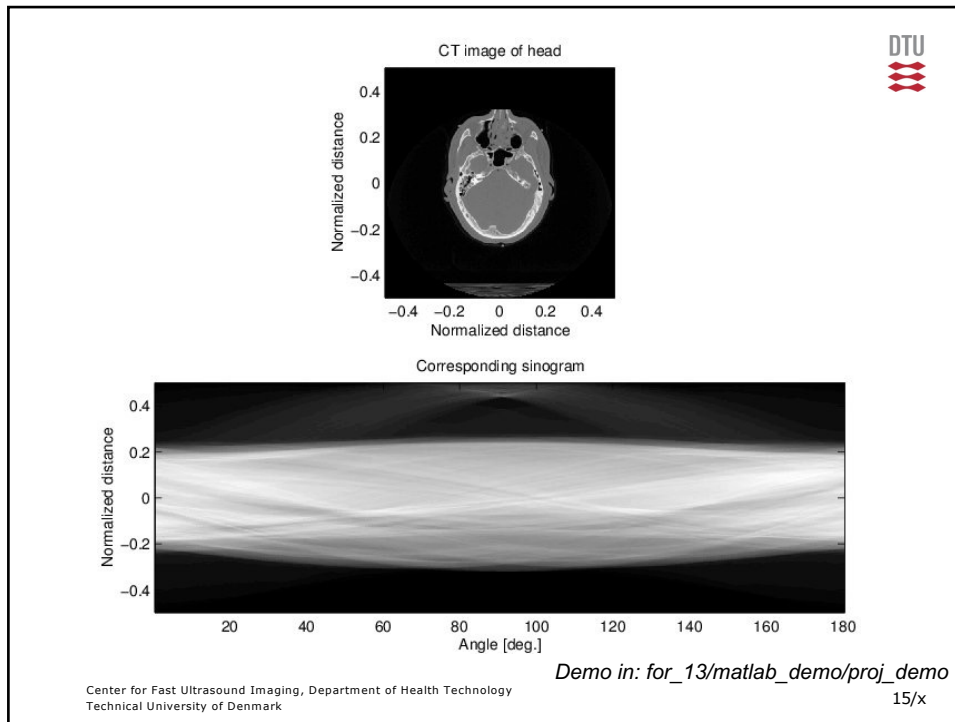 CT image of head
DTU
0.4
0.2
0
−0.2
−0.4
Normalized distance
−0.4 −0.2 0 0.2 0.4
Normalized distance
Corresponding sinogram
0.4
0.2
0
−0.2
−0.4
Normalized distance
20 40 60 80 100 120 140 160 180
Angle [deg.]
Demo in: for_13/matlab_demo/proj_demo
Center for Fast Ultrasound Imaging, Department of Health Technology
Technical University of Denmark
15/x